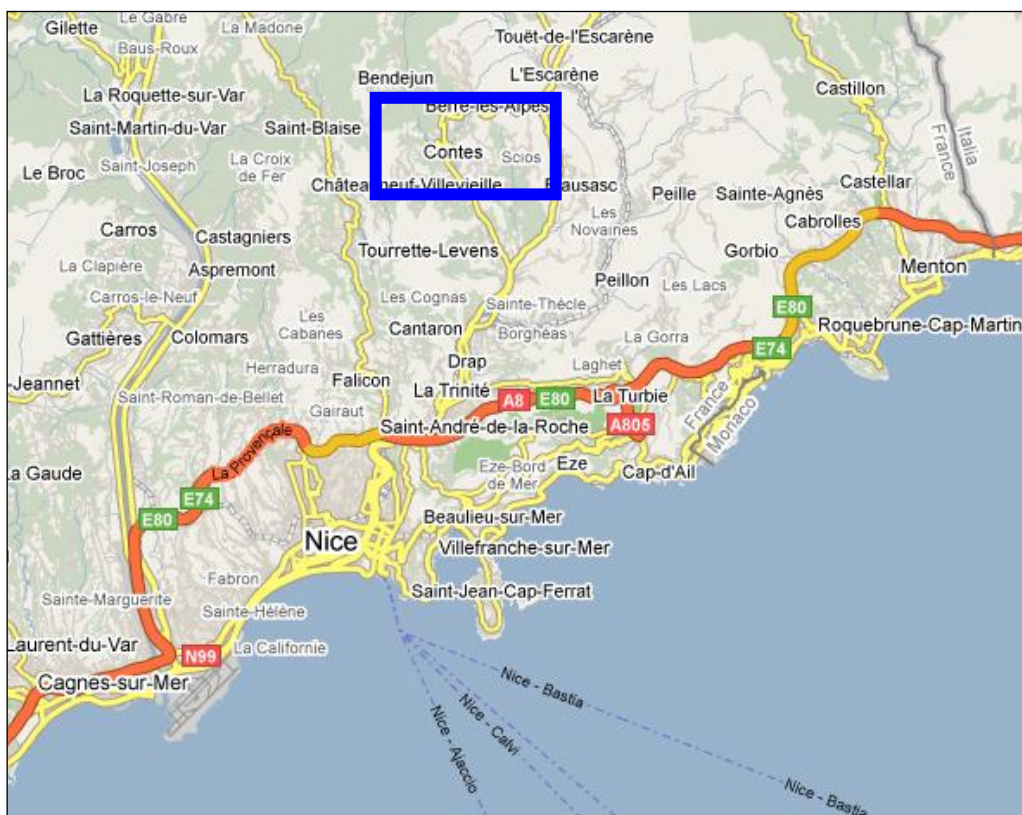 Le Gabre
Gilette
La Madone
Touët-de-l'Escarène
Baus-Roux
Bendejun
L'Escarène
La Roquette-sur-Var
Castillon
Berre-les-Alpes
Saint-Martin-du-Var
Saint-Blaise
Italia
France
Saint-Joseph
La Croix
de Fer
Contes
Scios
Le Broc
Châteauneuf-Villevieille
Blausasc
Peille
Sainte-Agnès
Castellar
Carros
Castagniers
Les
Novaines
Cabrolles
Tourrette-Levens
Gorbio
La Clapière
Aspremont
Peillon
Les Lacs
Menton
Carros-le-Neuf
Les Cognas
Sainte-Thècle
E80
Les
Cabanes
Cantaron
Borghéas
La Gorra
Roquebrune-Cap-Martin
Gattières
Colomars
E74
Herradura
Drap
Laghet
-Jeannet
Falicon
La Trinité
A8
E80
La Turbie
Saint-Roman-de-Bellet
Gairaut
Saint-André-de-la-Roche
A805
France
Monaco
La Provençale
La Gaude
Eze-Bord
de Mer
Eze
Cap-d'Ail
E74
E80
Beaulieu-sur-Mer
Nice
Villefranche-sur-Mer
Fabron
Saint-Jean-Cap-Ferrat
Sainte-Marguerite
Sainte-Hélène
Laurent-du-Var
N99
La Californie
Cagnes-sur-Mer
Nice - Bastia
Nice - Calvi
Nice - Ajaccio
Nice - Bastia